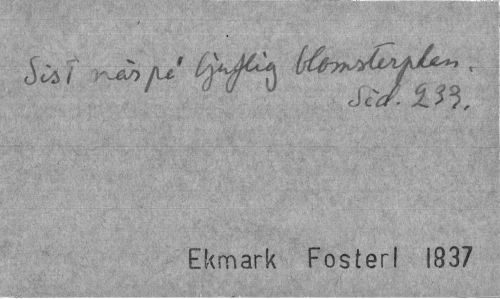 Sist när på ljuflig blomsterplan.
Sid. 233.
Ekmark Fosterl 1837